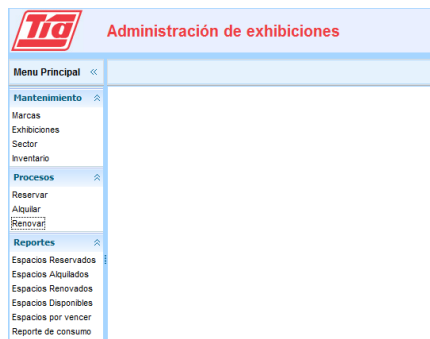 Tía
Administración de exhibiciones
Menu Principal «
Mantenimiento
Marcas
Exhibiciones
Sector
Inventario
Procesos
Reservar
Alquilar
Renovar
Reportes
Espacios Reservados
Espacios Alquilados
Espacios Renovados
Espacios Disponibles
Espacios por vencer
Reporte de consumo